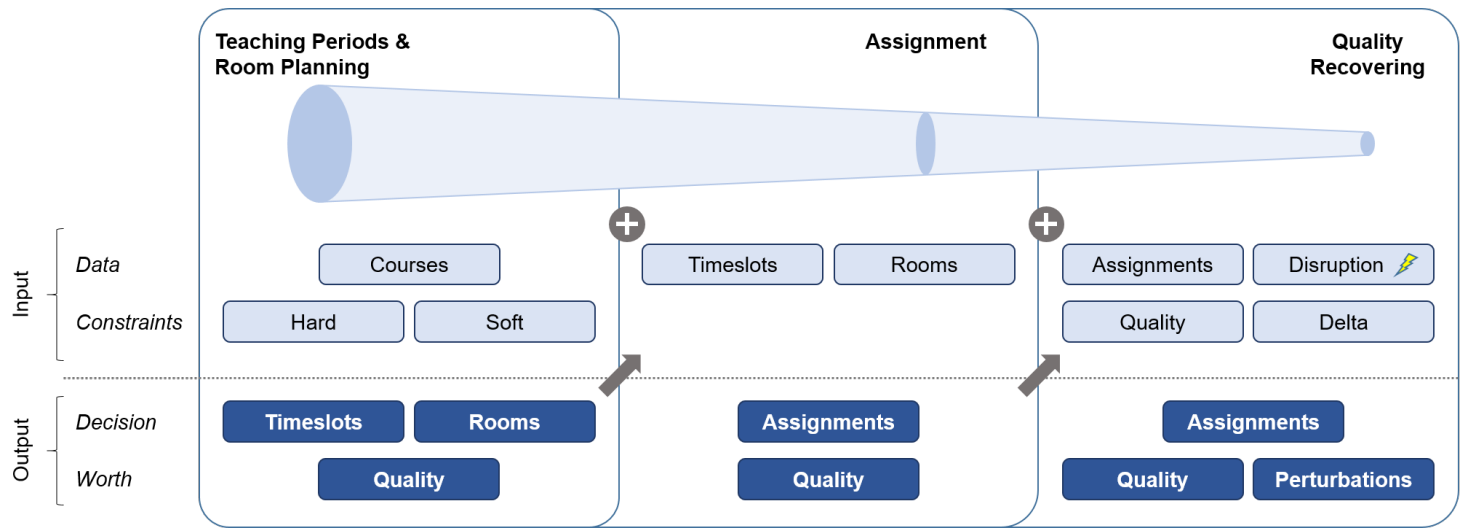 Teaching Periods &
Room Planning
Assignment
Quality
Recovering
Input
Data
Courses
Timeslots
Rooms
Assignments
Disruption
Constraints
Hard
Soft
Quality
Delta
Output
Decision
Timeslots
Rooms
Assignments
Assignments
Worth
Quality
Quality
Quality
Perturbations